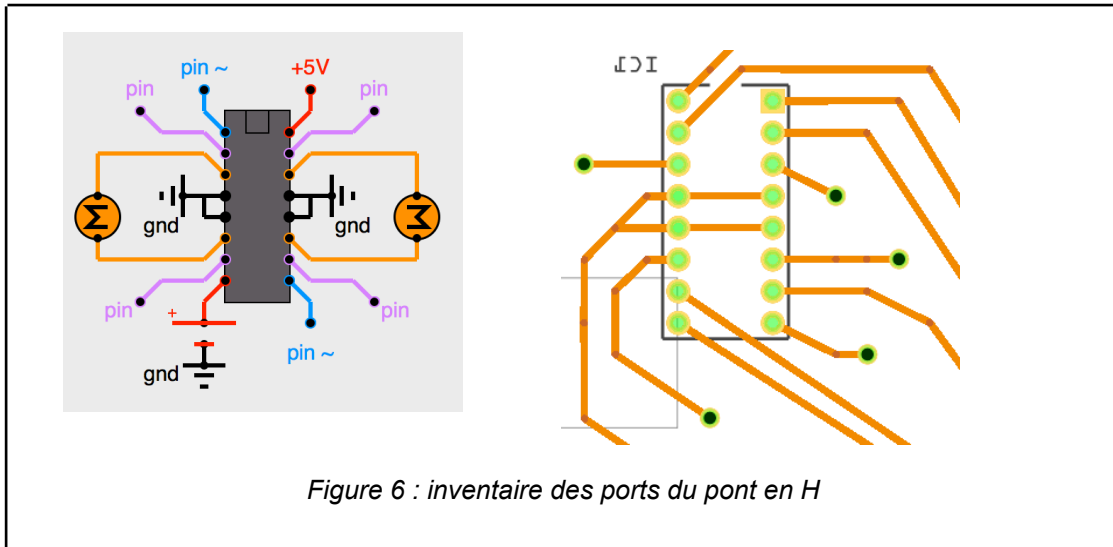 pin ~
+5V
pin
pin
gnd
gnd
M
M
pin
pin
+
gnd
pin ~
IC1
Figure 6 : inventaire des ports du pont en H